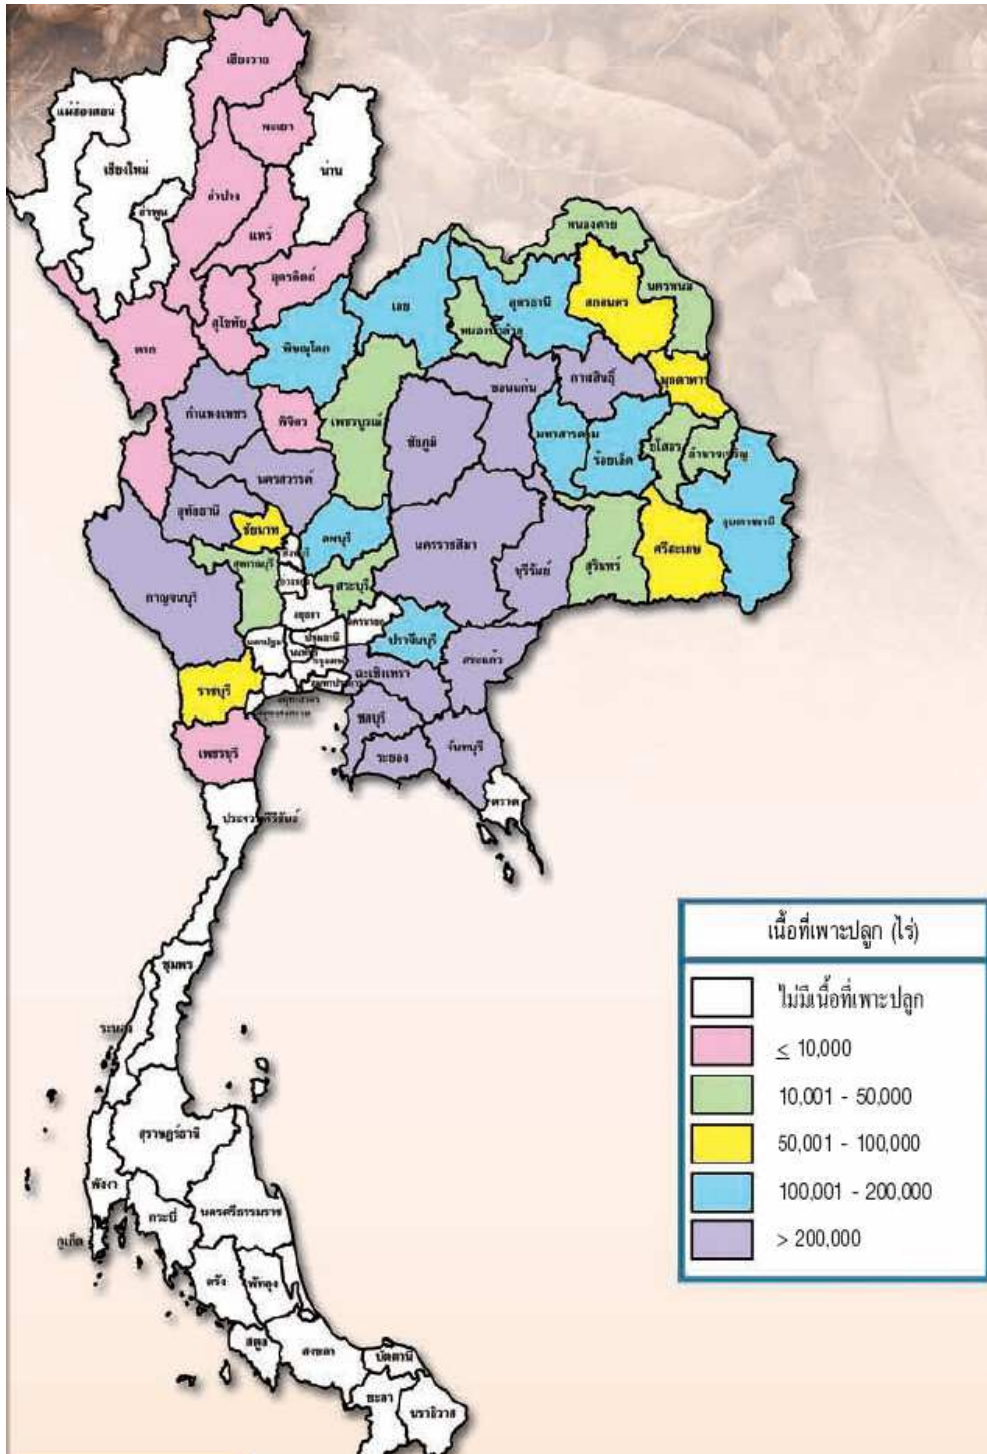 เชียงราย
แม่ฮ่องสอน
พะเยา
เชียงใหม่
น่าน
ลำปาง
ลำพูน
แพร่
หนองคาย
อุตรดิตถ์
นครพนม
เลย
อุดรธานี
สกลนคร
สุโขทัย
หนองบัวลำภู
ตาก
พิษณุโลก
กาฬสินธุ์
มุกดาหาร
ขอนแก่น
กำแพงเพชร
พิจิตร
เพชรบูรณ์
ชัยภูมิ
มหาสารคาม
ร้อยเอ็ด
ยโสธร
อำนาจเจริญ
นครสวรรค์
อุทัยธานี
ชัยนาท
ลพบุรี
นครราชสีมา
อุบลราชธานี
ศรีสะเกษ
สุพรรณบุรี
สระบุรี
บุรีรัมย์
สุรินทร์
กาญจนบุรี
อยุธยา
ปทุมธานี
ปราจีนบุรี
นครปฐม
ฉะเชิงเทรา
สระแก้ว
ราชบุรี
ชลบุรี
ระยอง
จันทบุรี
เพชรบุรี
ตราด
ประจวบคีรีขันธ์
ชุมพร
ระนอง
สุราษฎร์ธานี
พังงา
กระบี่
นครศรีธรรมราช
ภูเก็ต
ตรัง
พัทลุง
สตูล
สงขลา
ปัตตานี
ยะลา
นราธิวาส
เนื้อที่เพาะปลูก (ไร่)
ไม่มีเนื้อที่เพาะปลูก
≤ 10,000
10,001 - 50,000
50,001 - 100,000
100,001 - 200,000
> 200,000